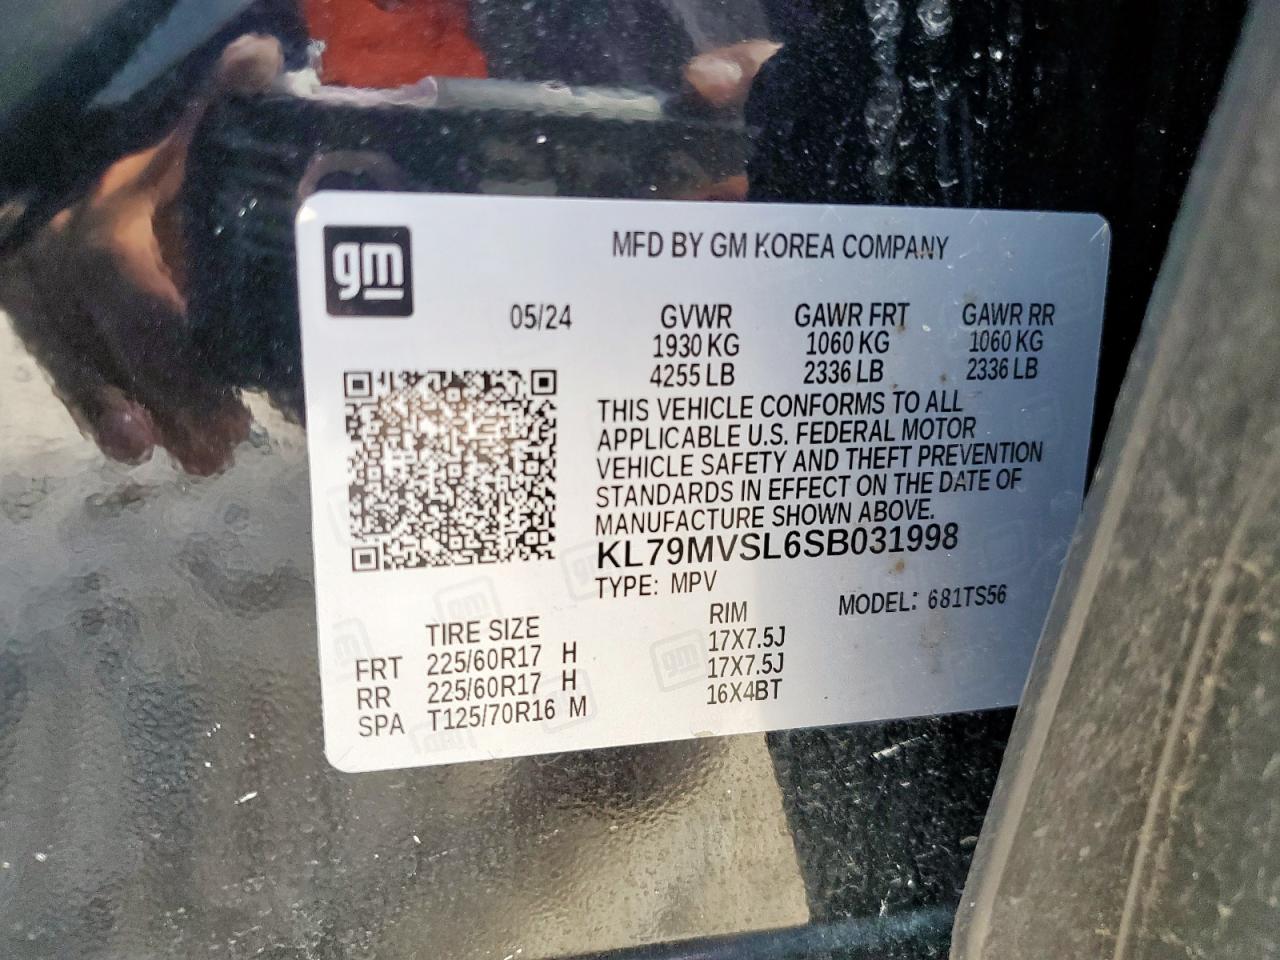 gm
MFD BY GM KOREA COMPANY
05/24 GVWR GAWR FRT GAWR RR
1930 KG 1060 KG 1060 KG
4255 LB 2336 LB 2336 LB
THIS VEHICLE CONFORMS TO ALL
APPLICABLE U.S. FEDERAL MOTOR
VEHICLE SAFETY AND THEFT PREVENTION
STANDARDS IN EFFECT ON THE DATE OF
MANUFACTURE SHOWN ABOVE.
KL79MVSL6SB031998
TYPE: MPV MODEL: 681TS56
TIRE SIZE RIM
FRT 225/60R17 H 17X7.5J
RR 225/60R17 H 17X7.5J
SPA T125/70R16 M 16X4BT